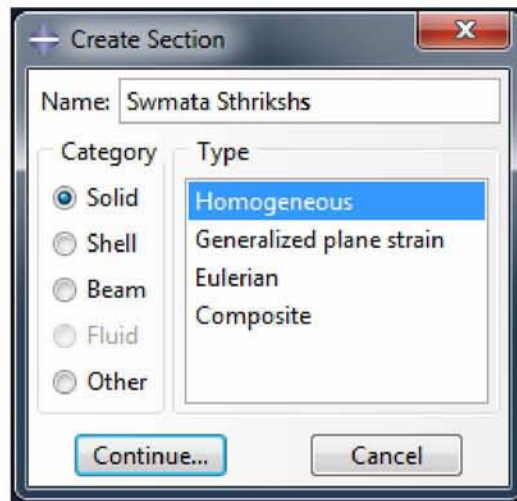 Create Section
Name: Swmata Sthrikshs
Category
Type
Solid
Shell
Beam
Fluid
Other
Homogeneous
Generalized plane strain
Eulerian
Composite
Continue...
Cancel